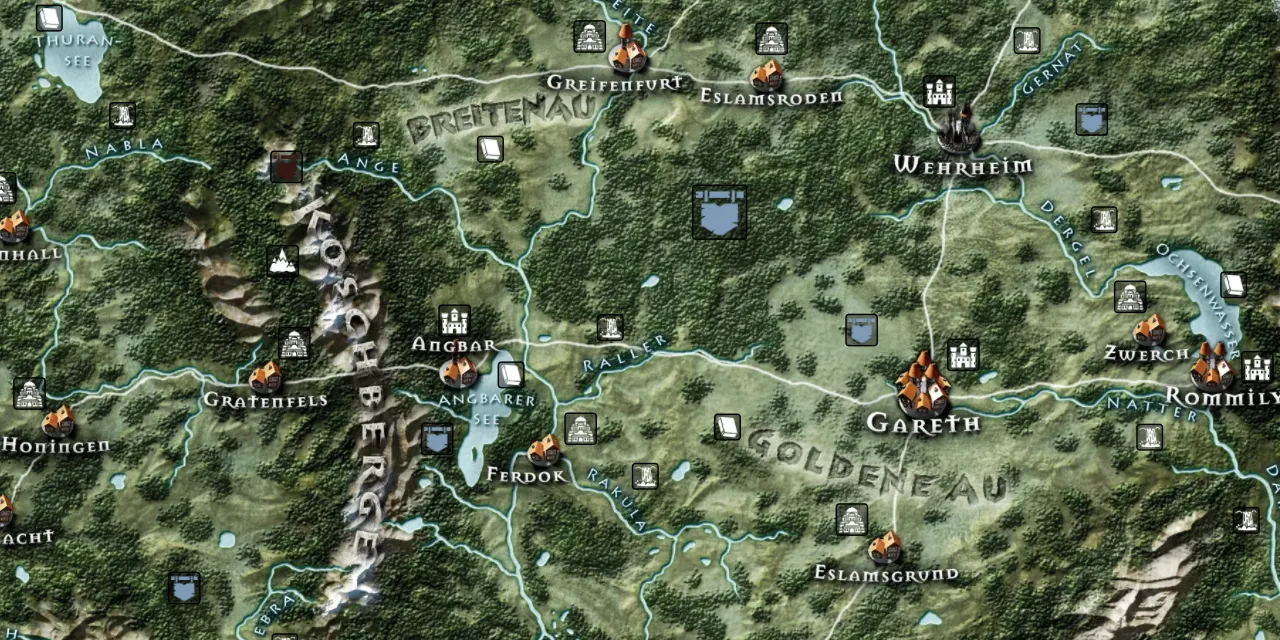 THURAN-
SEE
GREIFENFURT
ESLAMSRODEN
BREITENAU
GERNAT
NABLA
ANGE
WEHRHEIM
DERGEL
OCHSENWASSER
KOSCHBERGE
ANGBAR
RALLER
ZWERCH
GRATENFELS
ANGBARER
SEE
GARETH
NATTER
HONINGEN
FERDOK
RAKULA
GOLDENE AU
ESLAMSGRUND
EBRA